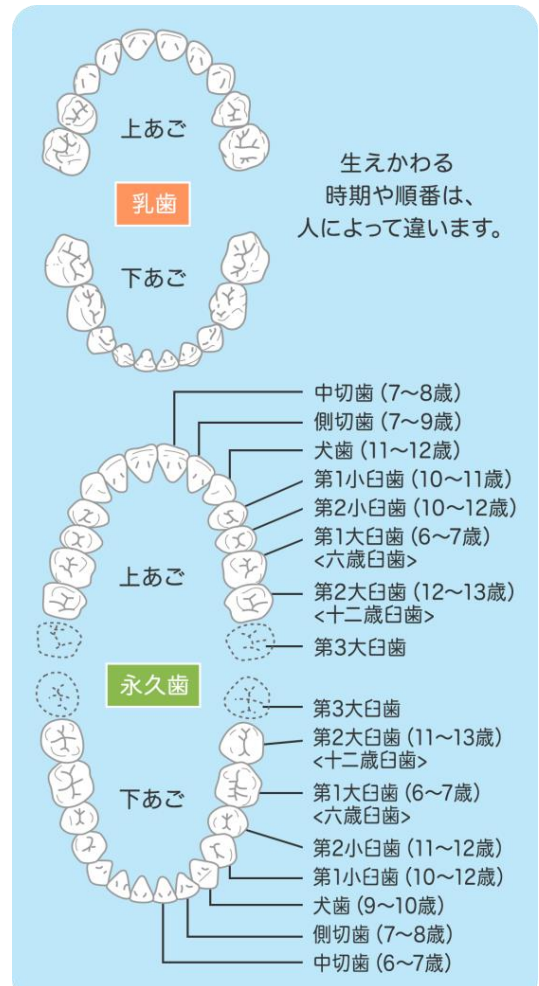 上あご
乳歯
下あご
生えかわる
時期や順番は、
人によって違います。
中切歯（7〜8歳）
側切歯（7〜9歳）
犬歯（11〜12歳）
第1小臼歯（10〜11歳）
第2小臼歯（10〜12歳）
第1大臼歯（6〜7歳）
<六歳臼歯>
第2大臼歯（12〜13歳）
<十二歳臼歯>
第3大臼歯
上あご
永久歯
下あご
第3大臼歯
第2大臼歯（11〜13歳）
<十二歳臼歯>
第1大臼歯（6〜7歳）
<六歳臼歯>
第2小臼歯（11〜12歳）
第1小臼歯（10〜12歳）
犬歯（9〜10歳）
側切歯（7〜8歳）
中切歯（6〜7歳）